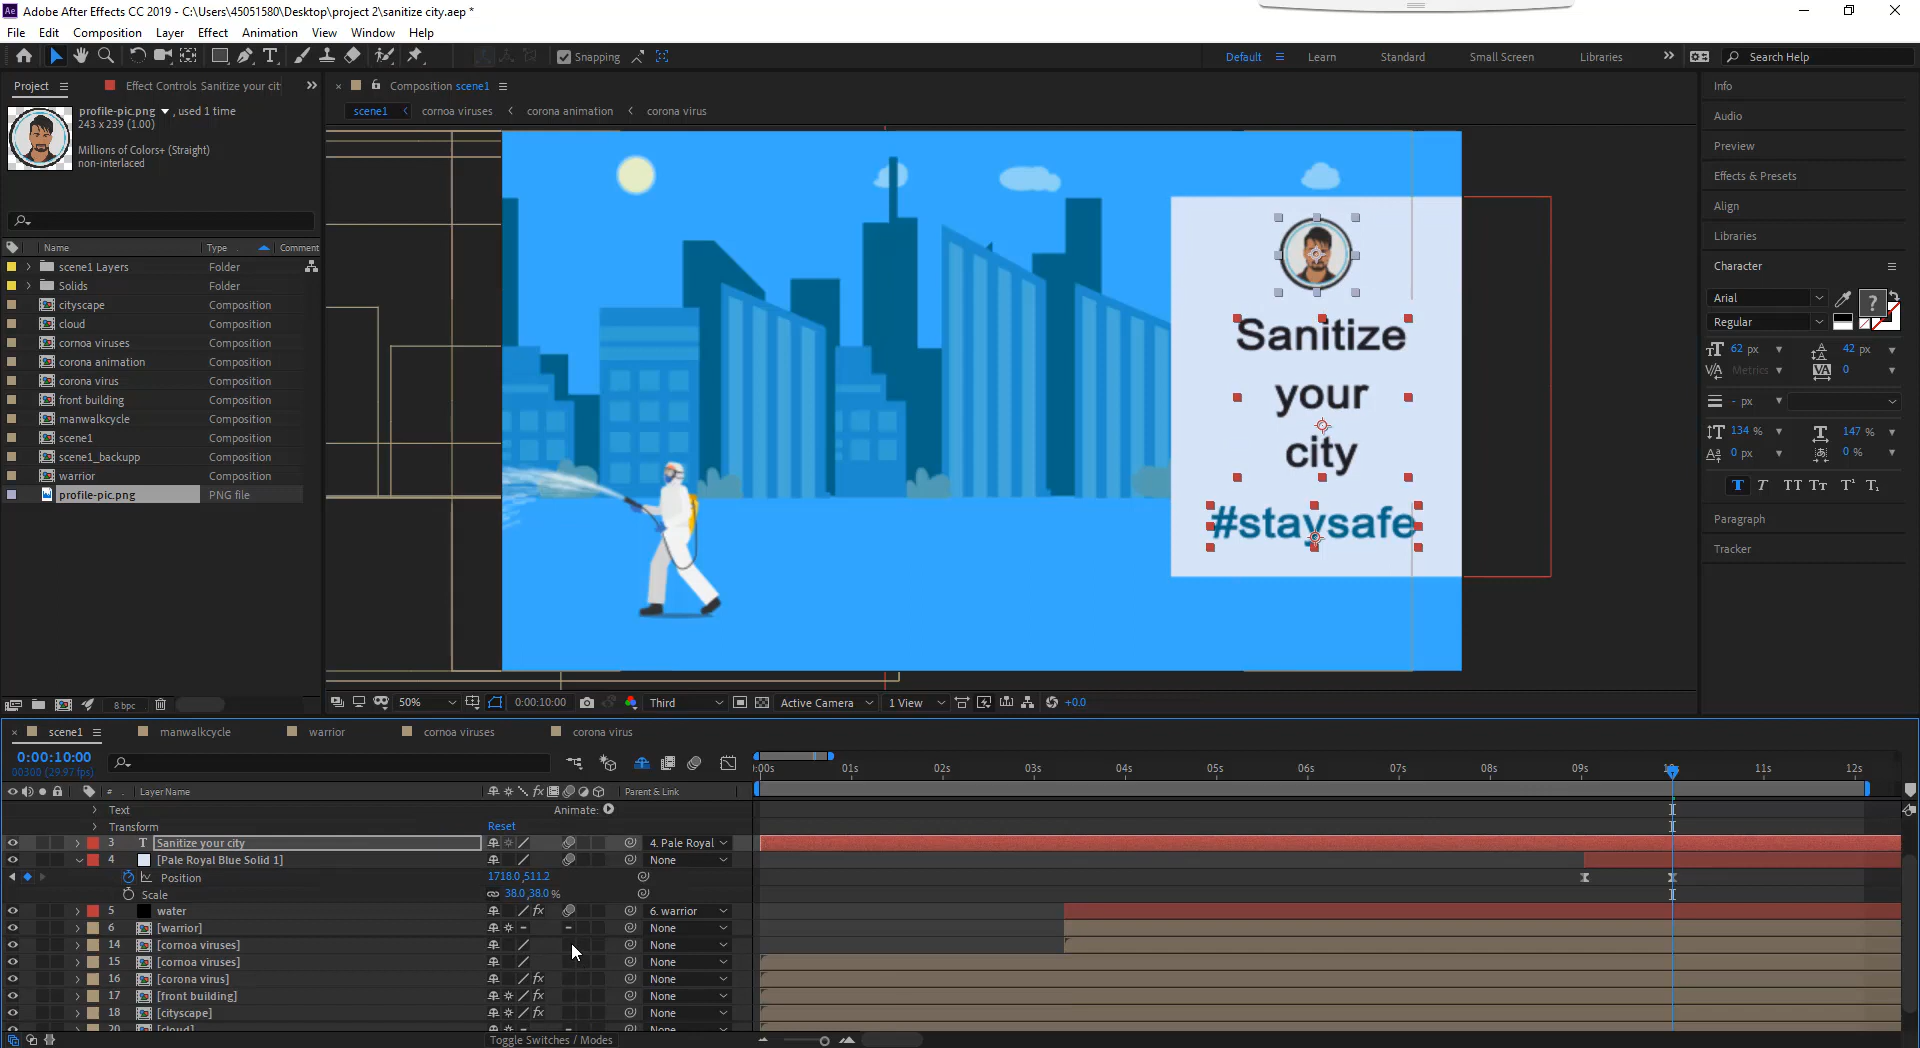 Ae Adobe After Effects CC 2019 - C:\Users\45051580\Desktop\project 2\sanitize city.aep *
File Edit Composition Layer Effect Animation View Window Help
Snapping Default Learn Standard Small Screen Libraries Search Help
Project Effect Controls Sanitize your cit
profile-pic.png , used 1 time
243 x 239 (1.00)
Millions of Colors+ (Straight)
non-interlaced
Name Type Comment
scene1 Layers Folder
Solids Folder
cityscape Composition
cloud Composition
cornoa viruses Composition
corona animation Composition
corona virus Composition
front building Composition
manwalkcycle Composition
scene1 Composition
scene1_backupp Composition
warrior Composition
profile-pic.png PNG file
8 bpc
Composition scene1
scene1 cornoa viruses corona animation corona virus
Sanitize
your
city
#staysafe
50% 0:00:10:00 Third Active Camera 1 View +0.0
Info
Audio
Preview
Effects & Presets
Align
Libraries
Character
Arial
Regular
?
62 px 42 px
Metrics 0
- px
134 % 147 %
0 px 0 %
T T TT Tt T¹ T₁
Paragraph
Tracker
scene1 manwalkcycle warrior cornoa viruses corona virus
0:00:10:00
00300 (29.97 fps)
:00s 01s 02s 03s 04s 05s 06s 07s 08s 09s 10s 11s 12s
# Layer Name fx Parent & Link
Text Animate:
Transform Reset
3 T Sanitize your city 4. Pale Royal
4 [Pale Royal Blue Solid 1] None
Position 1718.0,511.2
Scale 38.0,38.0 %
5 water fx 6. warrior
6 [warrior] None
14 [cornoa viruses] None
15 [cornoa viruses] None
16 [corona virus] fx None
17 [front building] fx None
18 [cityscape] fx None
20 [cloud] None
Toggle Switches / Modes